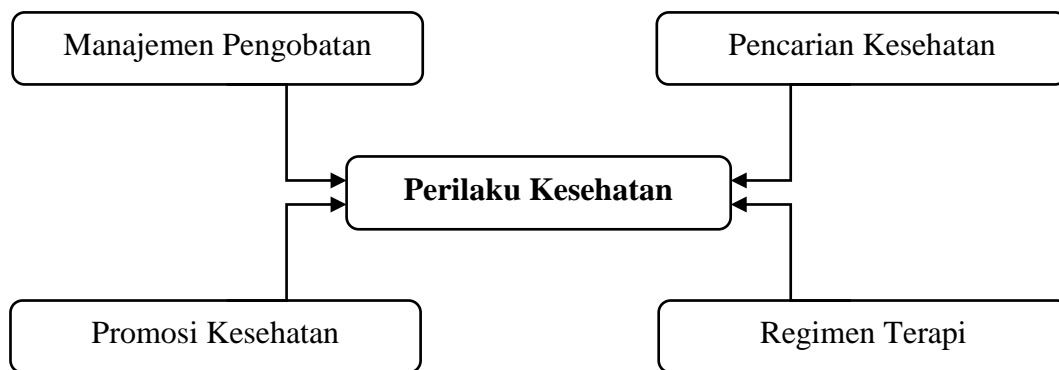 Manajemen Pengobatan
Pencarian Kesehatan
Perilaku Kesehatan
Promosi Kesehatan
Regimen Terapi